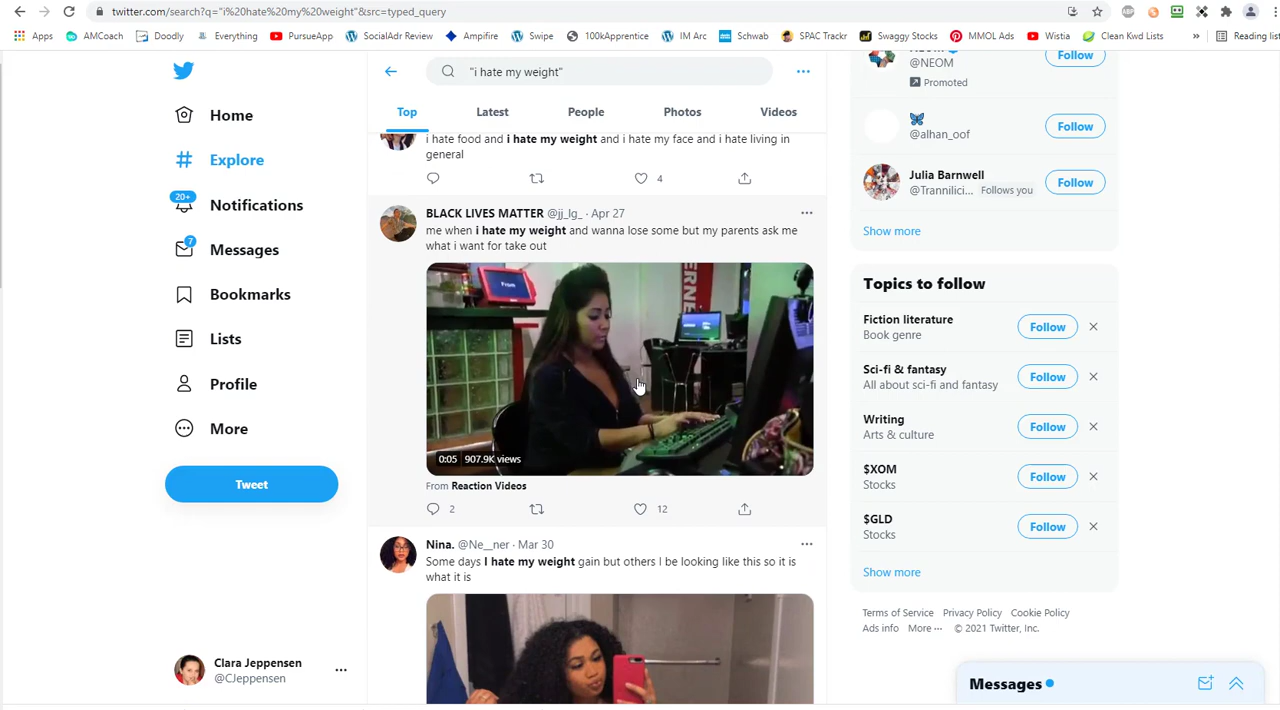 twitter.com/search?q="i%20hate%20my%20weight"&src=typed_query
Apps AMCoach Doodly Everything PursueApp SocialAdr Review Ampifire Swipe 100kApprentice IM Arc Schwab SPAC Trackr Swaggy Stocks MMOL Ads Wistia Clean Kwd Lists » Reading list
Home
Explore
20+
Notifications
7
Messages
Bookmarks
Lists
Profile
More
Tweet
Clara Jeppensen
@CJeppensen
"i hate my weight"
Top Latest People Photos Videos
i hate food and i hate my weight and i hate my face and i hate living in
general
4
BLACK LIVES MATTER @jj_lg_ · Apr 27
me when i hate my weight and wanna lose some but my parents ask me
what i want for take out
0:05 907.9K views
From Reaction Videos
2 12
Nina. @Ne__ner · Mar 30
Some days I hate my weight gain but others I be looking like this so it is
what it is
@NEOM
Follow
Promoted
@alhan_oof
Follow
Julia Barnwell
@Trannilici... Follows you
Follow
Show more
Topics to follow
Fiction literature
Book genre
Follow
Sci-fi & fantasy
All about sci-fi and fantasy
Follow
Writing
Arts & culture
Follow
$XOM
Stocks
Follow
$GLD
Stocks
Follow
Show more
Terms of Service Privacy Policy Cookie Policy
Ads info More ··· © 2021 Twitter, Inc.
Messages